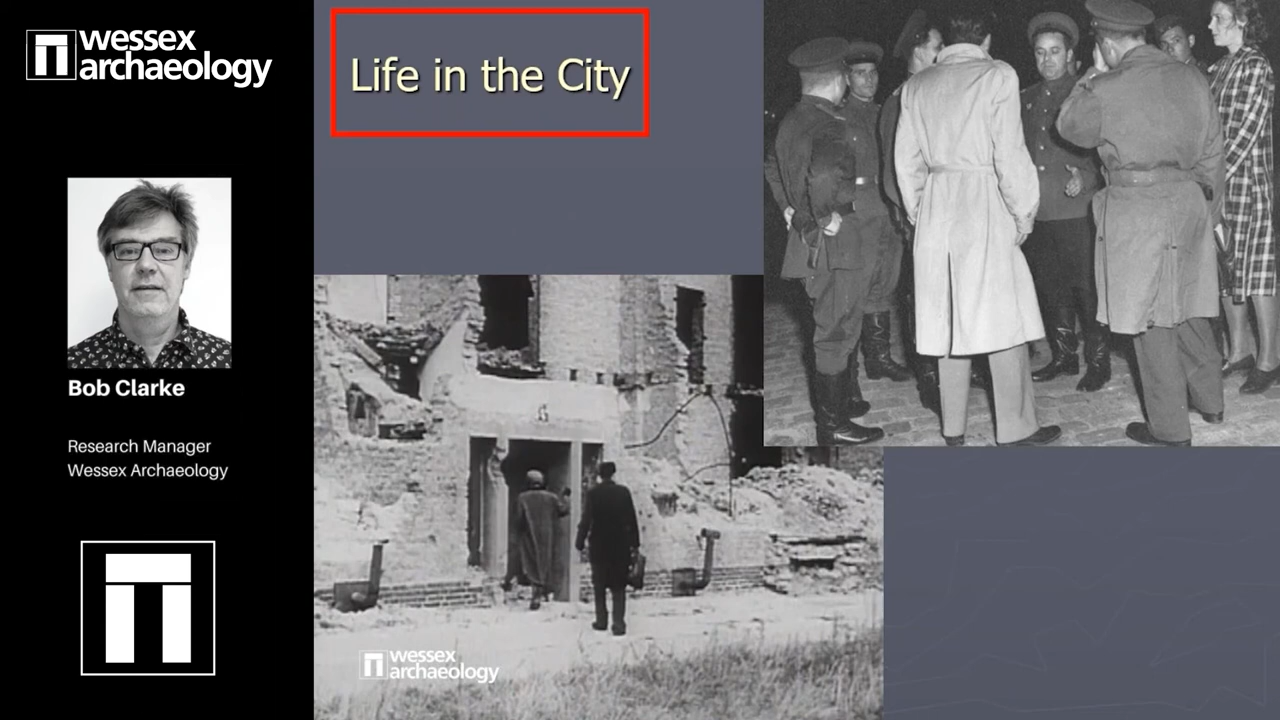 wessex
archaeology
Bob Clarke
Research Manager
Wessex Archaeology
Life in the City
wessex
archaeology